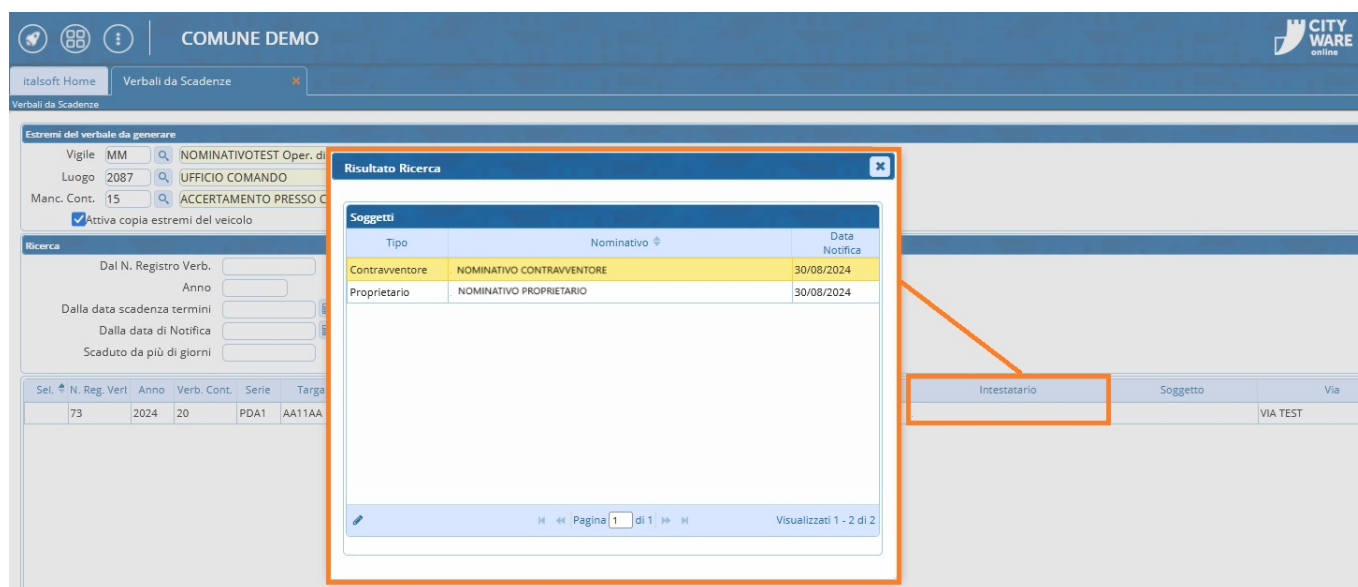 COMUNE DEMO
CITY
WARE
online
italsoft Home
Verbali da Scadenze
Verbali da Scadenze
Estremi del verbale da generare
Vigile MM NOMINATIVOTEST Oper. di
Luogo 2087 UFFICIO COMANDO
Manc. Cont. 15 ACCERTAMENTO PRESSO C
Attiva copia estremi del veicolo
Ricerca
Dal N. Registro Verb.
Anno
Dalla data scadenza termini
Dalla data di Notifica
Scaduto da più di giorni
Risultato Ricerca
Soggetti
Tipo Nominativo Data
Notifica
Contravventore NOMINATIVO CONTRAVVENTORE 30/08/2024
Proprietario NOMINATIVO PROPRIETARIO 30/08/2024
Pagina 1 di 1 Visualizzati 1 - 2 di 2
Sel. N. Reg. Verl Anno Verb. Cont. Serie Targa Intestatario Soggetto Via
73 2024 20 PDA1 AA11AA VIA TEST